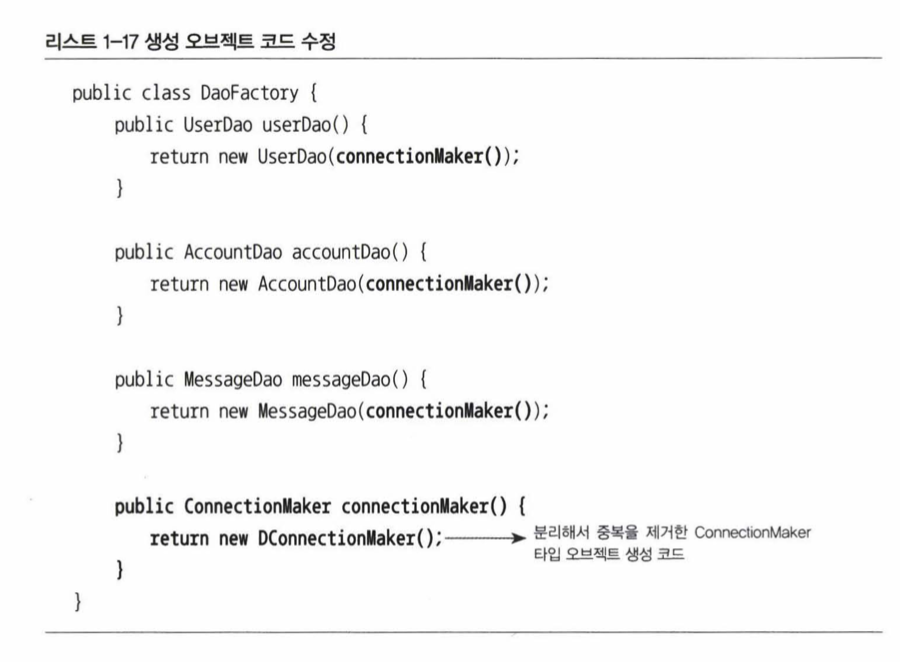 리스트 1-17 생성 오브젝트 코드 수정
public class DaoFactory {
public UserDao userDao() {
return new UserDao(connectionMaker());
}
public AccountDao accountDao() {
return new AccountDao(connectionMaker());
}
public MessageDao messageDao() {
return new MessageDao(connectionMaker());
}
public ConnectionMaker connectionMaker() {
return new DConnectionMaker();
분리해서 중복을 제거한 ConnectionMaker
타입 오브젝트 생성 코드
}
}